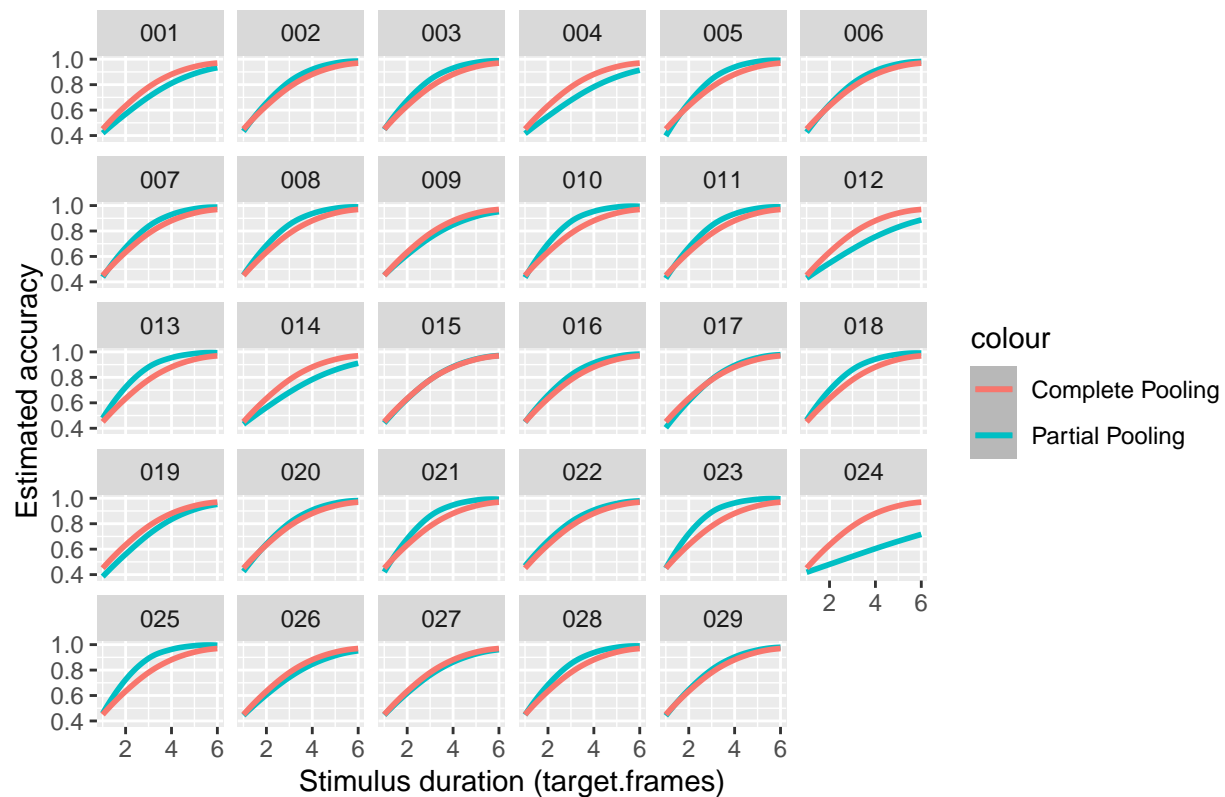 001 002 003 004 005 006
1.0
0.8
0.6
0.4
007 008 009 010 011 012
1.0
0.8
0.6
0.4
013 014 015 016 017 018
1.0
0.8
0.6
0.4
019 020 021 022 023 024
1.0
0.8
0.6
0.4
2 4 6
025 026 027 028 029
1.0
0.8
0.6
0.4
2 4 6 2 4 6 2 4 6 2 4 6 2 4 6
Stimulus duration (target.frames)
Estimated accuracy
colour
Complete Pooling
Partial Pooling